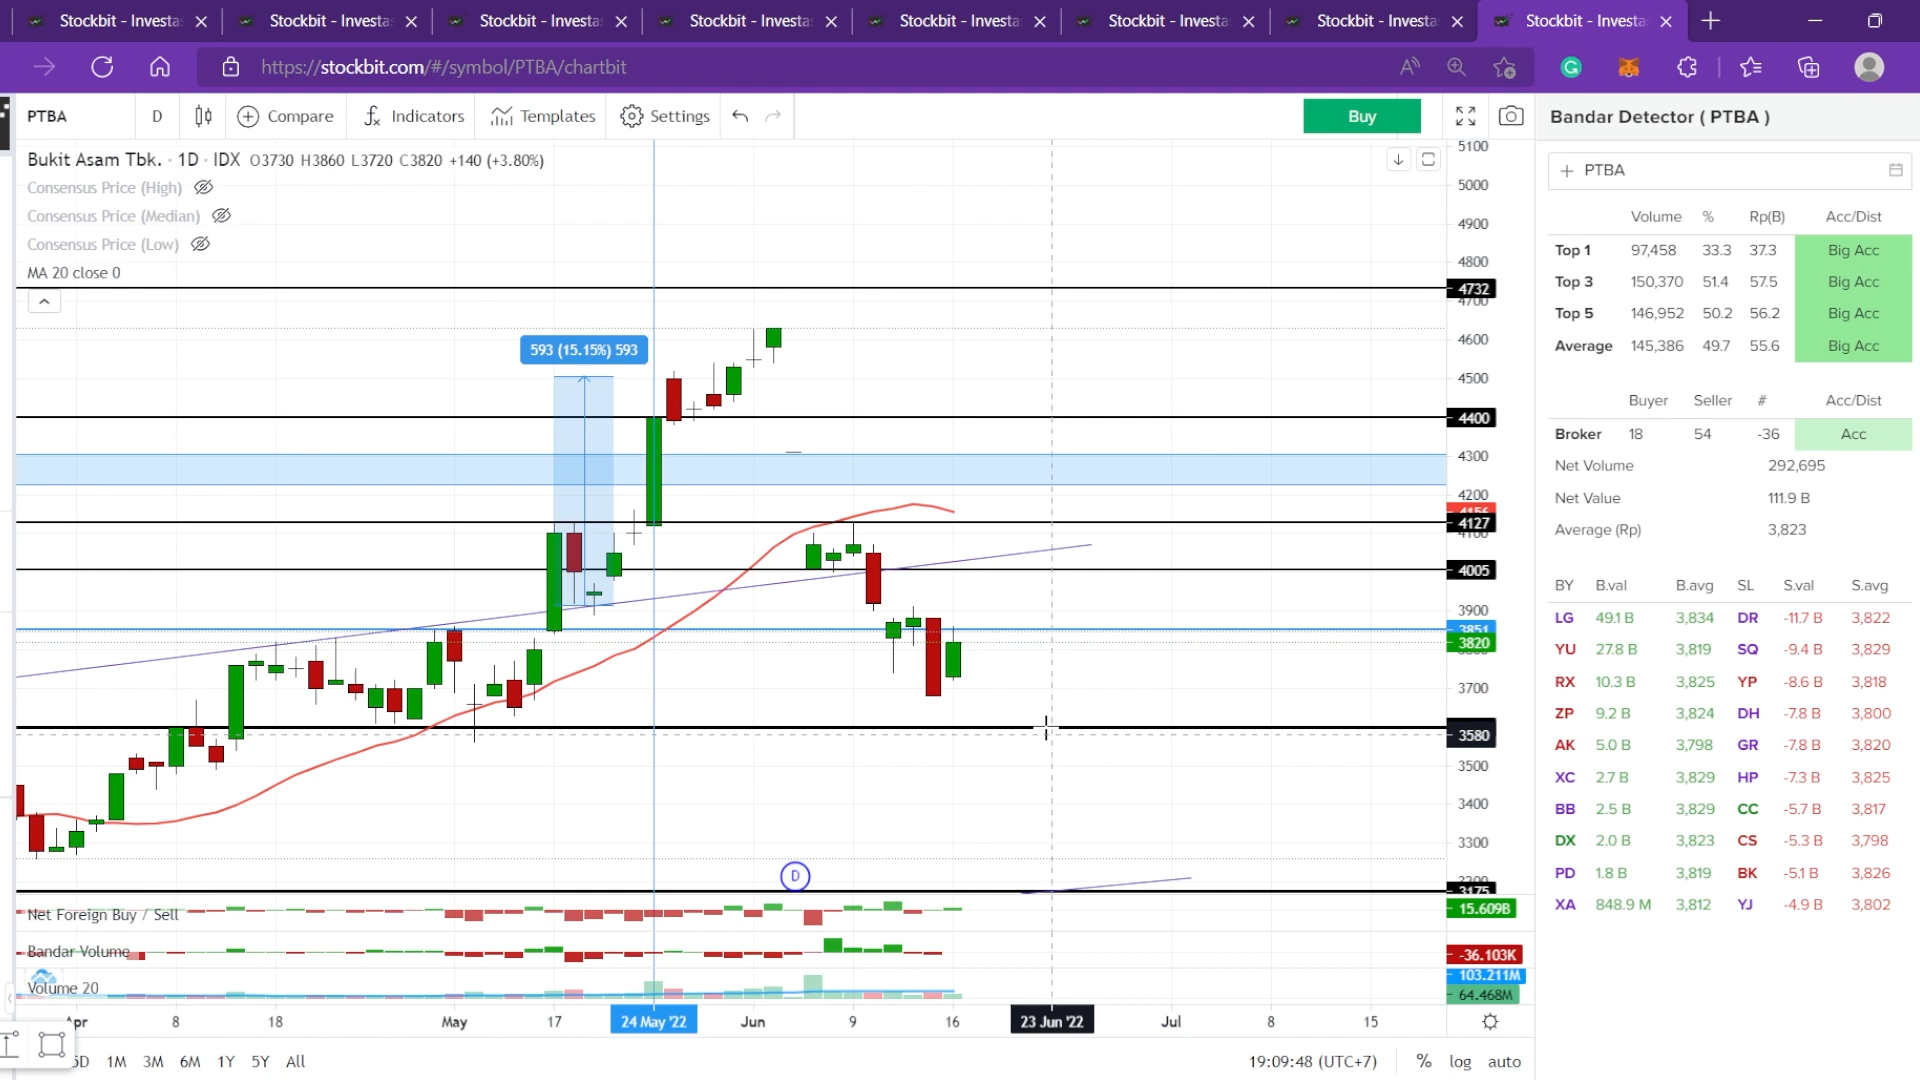 Stockbit - Investa
Stockbit - Investa
Stockbit - Investa
Stockbit - Investa
Stockbit - Investa
Stockbit - Investa
Stockbit - Investa
Stockbit - Investa
https://stockbit.com/#/symbol/PTBA/chartbit
PTBA D Compare Indicators Templates Settings Buy
Bukit Asam Tbk. · 1D · IDX O3730 H3860 L3720 C3820 +140 (+3.80%)
Consensus Price (High)
Consensus Price (Median)
Consensus Price (Low)
MA 20 close 0
593 (15.15%) 593
5100
5000
4900
4800
4732
4700
4600
4500
4400
4300
4200
4156
4127
4100
4005
3900
3851
3820
3700
3580
3500
3400
3300
3200
3175
D
Net Foreign Buy / Sell
15.609B
Bandar Volume
-36.103K
Volume 20
103.211M
64.468M
Apr 8 18 May 17 24 May '22 Jun 9 16 23 Jun '22 Jul 8 15
5D 1M 3M 6M 1Y 5Y All
19:09:48 (UTC+7) % log auto
Bandar Detector ( PTBA )
+ PTBA
Volume % Rp(B) Acc/Dist
Top 1 97,458 33.3 37.3 Big Acc
Top 3 150,370 51.4 57.5 Big Acc
Top 5 146,952 50.2 56.2 Big Acc
Average 145,386 49.7 55.6 Big Acc
Buyer Seller # Acc/Dist
Broker 18 54 -36 Acc
Net Volume 292,695
Net Value 111.9 B
Average (Rp) 3,823
BY B.val B.avg SL S.val S.avg
LG 49.1 B 3,834 DR -11.7 B 3,822
YU 27.8 B 3,819 SQ -9.4 B 3,829
RX 10.3 B 3,825 YP -8.6 B 3,818
ZP 9.2 B 3,824 DH -7.8 B 3,800
AK 5.0 B 3,798 GR -7.8 B 3,820
XC 2.7 B 3,829 HP -7.3 B 3,825
BB 2.5 B 3,829 CC -5.7 B 3,817
DX 2.0 B 3,823 CS -5.3 B 3,798
PD 1.8 B 3,819 BK -5.1 B 3,826
XA 848.9 M 3,812 YJ -4.9 B 3,802